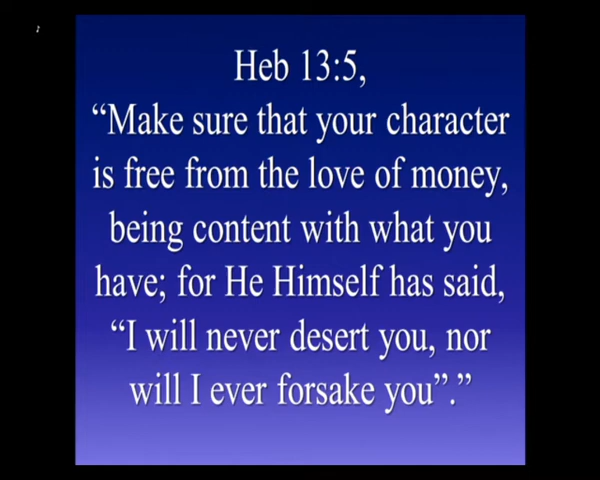 Heb 13:5,
“Make sure that your character
is free from the love of money,
being content with what you
have; for He Himself has said,
“I will never desert you, nor
will I ever forsake you”.”